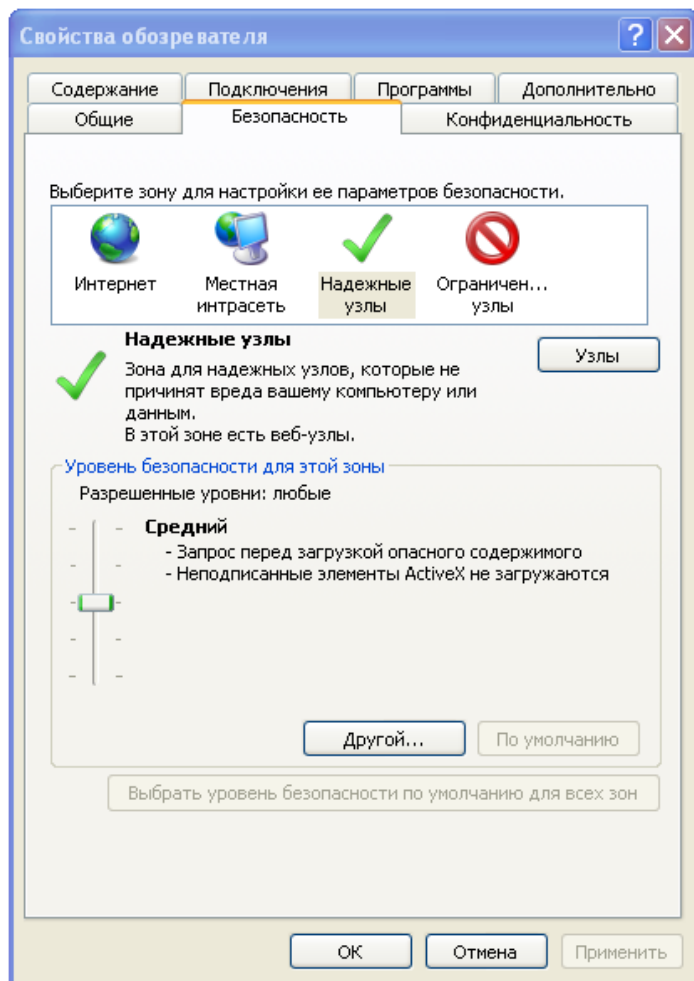 Свойства обозревателя
Содержание Подключения Программы Дополнительно
Общие Безопасность Конфиденциальность
Выберите зону для настройки ее параметров безопасности.
Интернет Местная интрасеть Надежные узлы Ограничен... узлы
Надежные узлы
Узлы
Зона для надежных узлов, которые не
причинят вреда вашему компьютеру или
данным.
В этой зоне есть веб-узлы.
Уровень безопасности для этой зоны
Разрешенные уровни: любые
Средний
- Запрос перед загрузкой опасного содержимого
- Неподписанные элементы ActiveX не загружаются
Другой... По умолчанию
Выбрать уровень безопасности по умолчанию для всех зон
ОК Отмена Применить